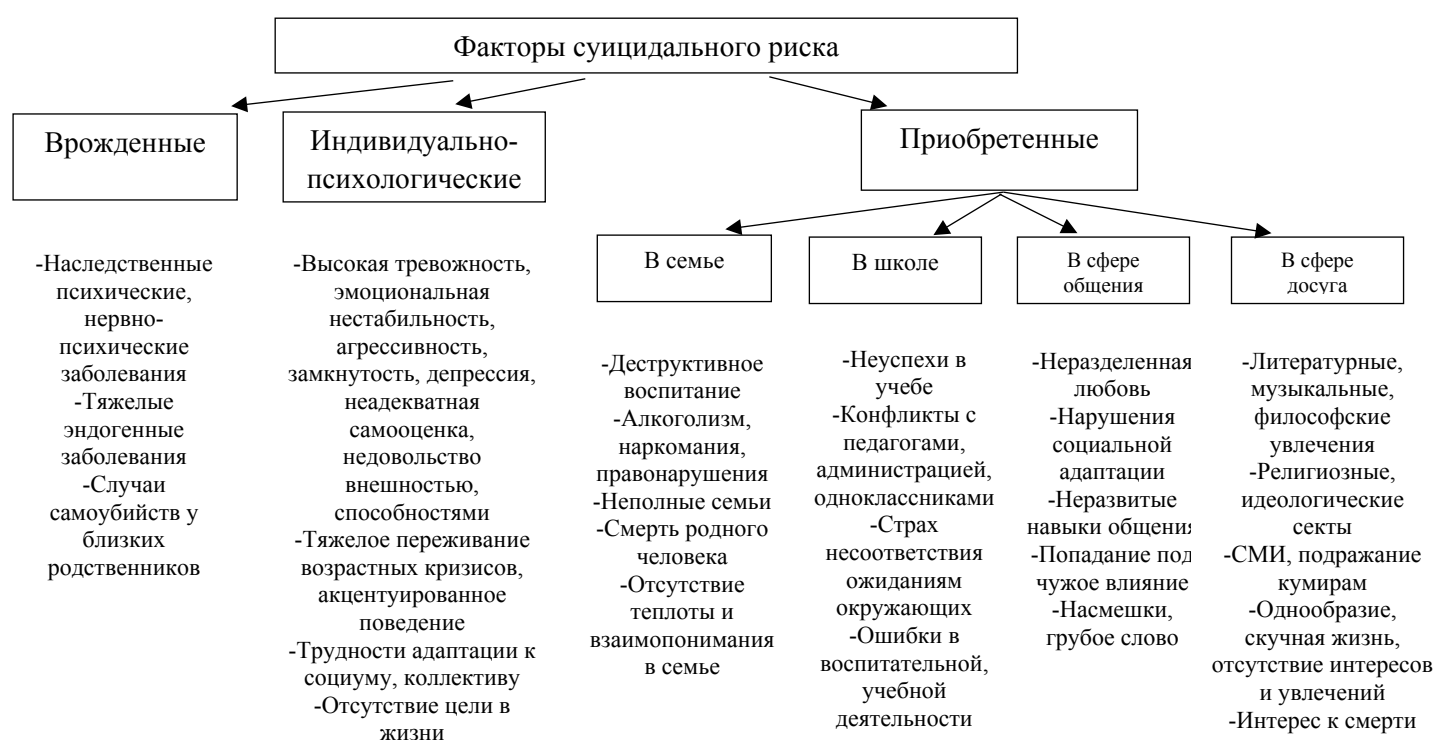 Факторы суицидального риска
Врожденные
Индивидуально-
психологические
Приобретенные
-Наследственные
психические,
нервно-
психические
заболевания
-Тяжелые
эндогенные
заболевания
-Случаи
самоубийств у
близких
родственников
-Высокая тревожность,
эмоциональная
нестабильность,
агрессивность,
замкнутость, депрессия,
неадекватная
самооценка,
недовольство
внешностью,
способностями
-Тяжелое переживание
возрастных кризисов,
акцентуированное
поведение
-Трудности адаптации к
социуму, коллективу
-Отсутствие цели в
жизни
В семье
-Деструктивное
воспитание
-Алкоголизм,
наркомания,
правонарушения
-Неполные семьи
-Смерть родного
человека
-Отсутствие
теплоты и
взаимопонимания
в семье
В школе
-Неуспехи в
учебе
-Конфликты с
педагогами,
администрацией,
одноклассниками
-Страх
несоответствия
ожиданиям
окружающих
-Ошибки в
воспитательной,
учебной
деятельности
В сфере
общения
-Неразделенная
любовь
-Нарушения
социальной
адаптации
-Неразвитые
навыки общения
-Попадание под
чужое влияние
-Насмешки,
грубое слово
В сфере
досуга
-Литературные,
музыкальные,
философские
увлечения
-Религиозные,
идеологические
секты
-СМИ, подражание
кумирам
-Однообразие,
скучная жизнь,
отсутствие интересов
и увлечений
-Интерес к смерти